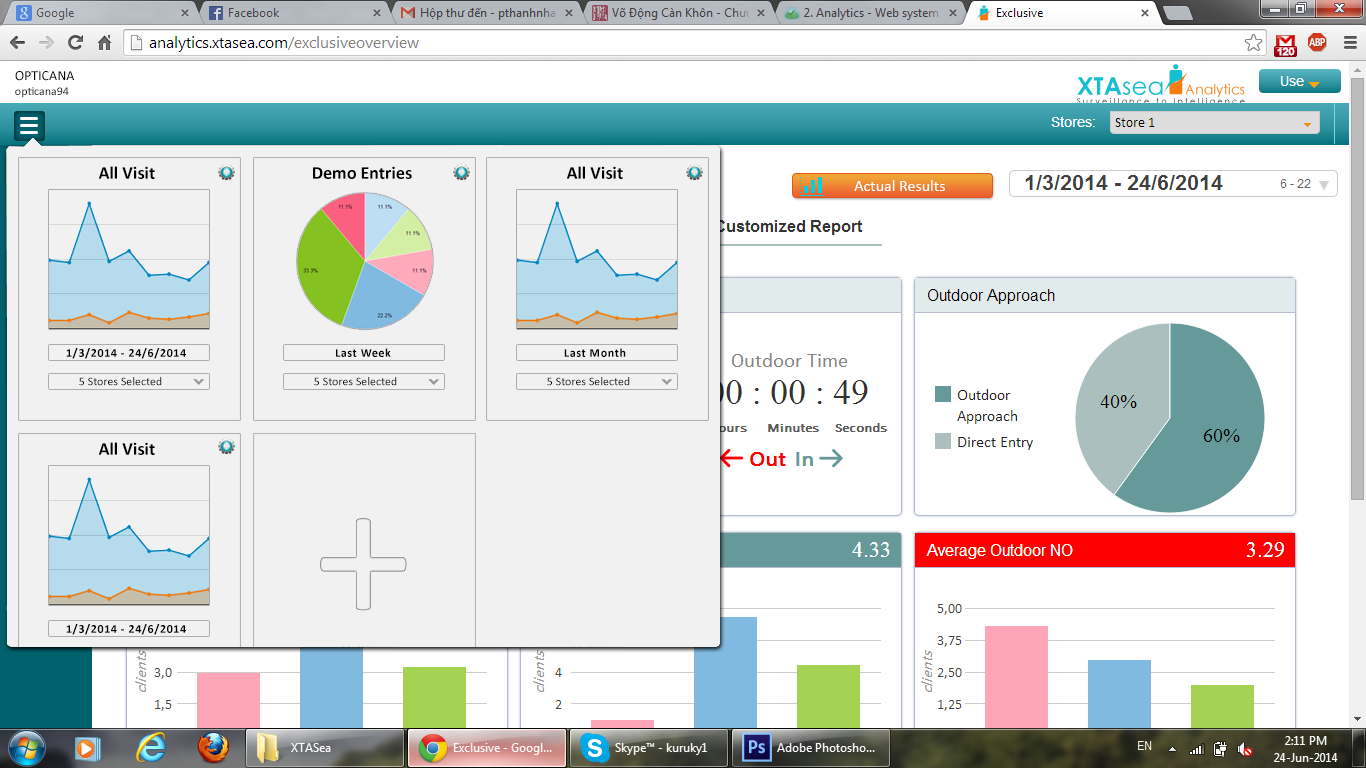 Google
Facebook
Hộp thư đến - pthanhnha
Võ Đông Càn Khôn - Chươ
2. Analytics - Web system
Exclusive
analytics.xtasea.com/exclusiveoverview
120
ABP
OPTICANA
opticana94
XTAsea Analytics
Surveillance to Intelligence
Use
Stores:
Store 1
All Visit
Demo Entries
All Visit
11.1%
11.1%
11.1%
11.1%
33.3%
22.2%
1/3/2014 - 24/6/2014
Last Week
Last Month
5 Stores Selected
5 Stores Selected
5 Stores Selected
All Visit
1/3/2014 - 24/6/2014
Actual Results
1/3/2014 - 24/6/2014
6 - 22
Customized Report
Outdoor Time
00 : 00 : 49
ours
Minutes
Seconds
Out In
Outdoor Approach
Outdoor
Approach
Direct Entry
40%
60%
4.33
Average Outdoor NO
3.29
clients
3,0
1,5
clients
4
2
clients
5,00
3,75
2,50
1,25
XTASea
Exclusive - Googl...
Skype™ - kuruky1
Ps
Adobe Photosho...
EN
2:11 PM
24-Jun-2014